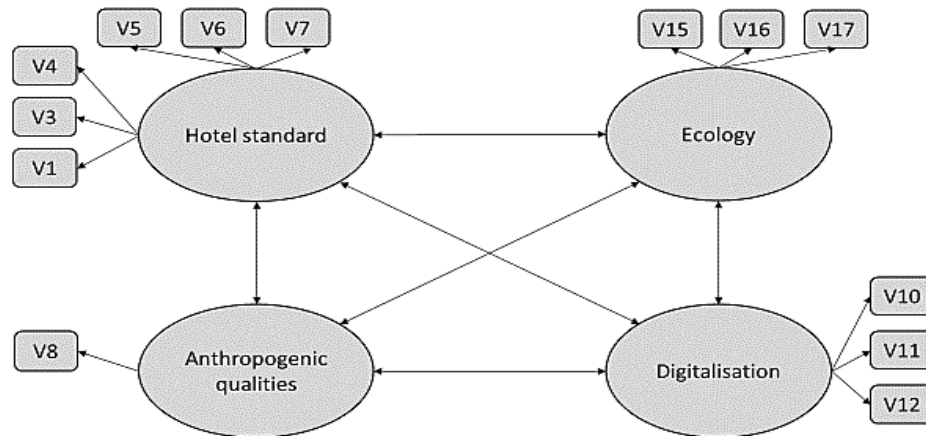 V5
V6
V7
V15
V16
V17
V4
V3
V1
Hotel standard
Ecology
V8
Anthropogenic
qualities
Digitalisation
V10
V11
V12